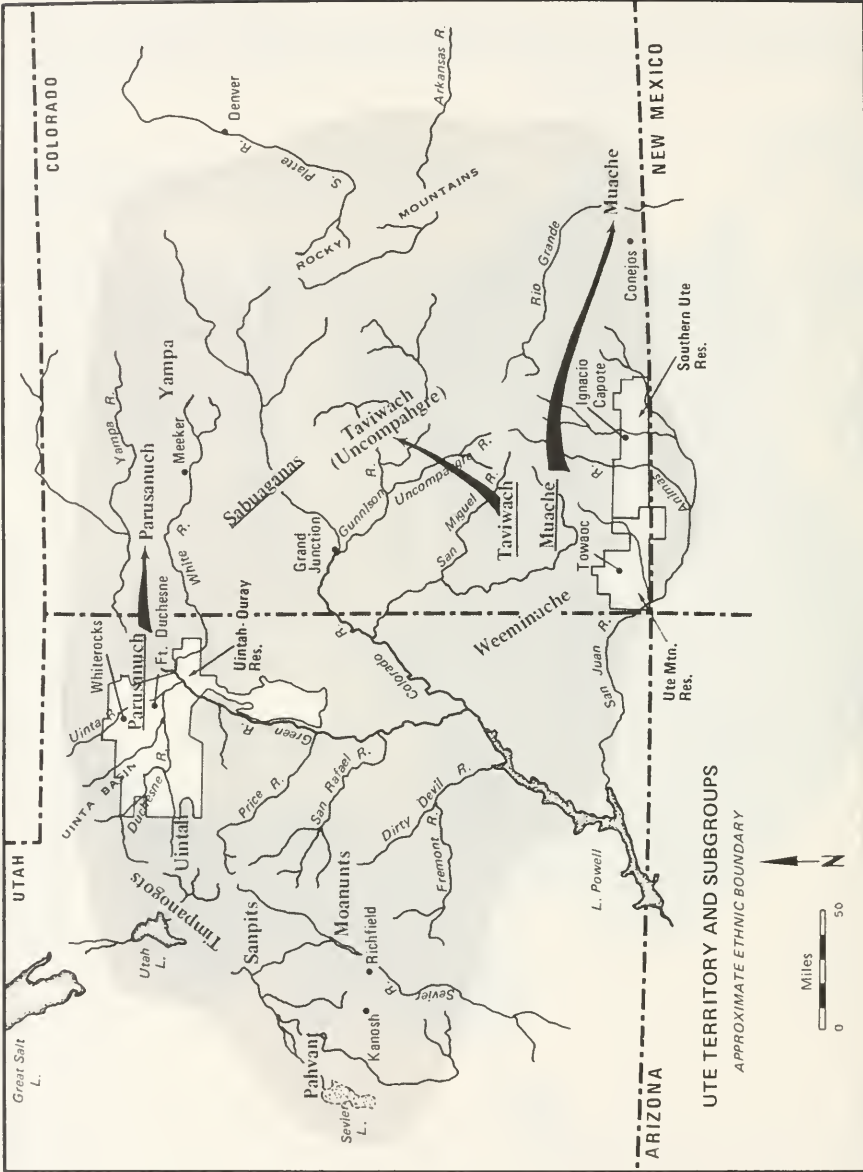 Great Salt
L.
UTAH
COLORADO
Utah
L.
Timpanogots
Uintah
UINTA BASIN
Duchesne R.
Uinta R.
Whiterocks
Parusanuch
Ft. Duchesne
Uintah-Ouray
Res.
Parusanuch
Yampa R.
Yampa
Meeker
White R.
Denver
S. Platte R.
Arkansas R.
ROCKY MOUNTAINS
Sabuaganas
Sevier
L.
Pahvant
Kanosh
Richfield
Sevier R.
Sanpits
Moanunts
Price R.
San Rafael R.
Green R.
Dirty Devil R.
Fremont R.
Colorado R.
Grand Junction
Gunnison R.
Uncompahgre R.
San Miguel R.
Taviwach
(Uncompahgre)
Taviwach
Muache
Muache
Weeminache
Rio Grande
Conejos
Ignacio
Capote
Southern Ute
Res.
Towaoc
Animas R.
Ute Mtn.
Res.
San Juan R.
L. Powell
ARIZONA
NEW MEXICO
UTE TERRITORY AND SUBGROUPS
APPROXIMATE ETHNIC BOUNDARY
Miles
0 50
N